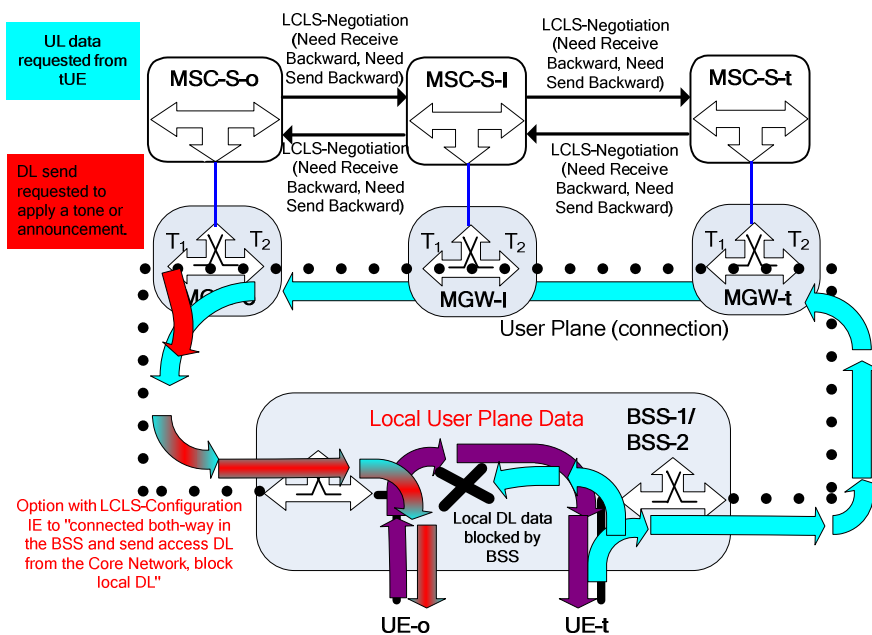 UL data
requested from
tUE
LCLS-Negotiation
(Need Receive
Backward, Need
Send Backward)
LCLS-Negotiation
(Need Receive
Backward, Need
Send Backward)
MSC-S-o
MSC-S-I
MSC-S-t
LCLS-Negotiation
(Need Receive
Backward, Need
Send Backward)
LCLS-Negotiation
(Need Receive
Backward, Need
Send Backward)
DL send
requested to
apply a tone or
announcement.
T1
T2
T1
T2
T1
T2
MGW-I
MGW-t
User Plane (connection)
Local User Plane Data
BSS-1/
BSS-2
Option with LCLS-Configuration
IE to "connected both-way in
the BSS and send access DL
from the Core Network, block
local DL"
Local DL data
blocked by
BSS
UE-o
UE-t